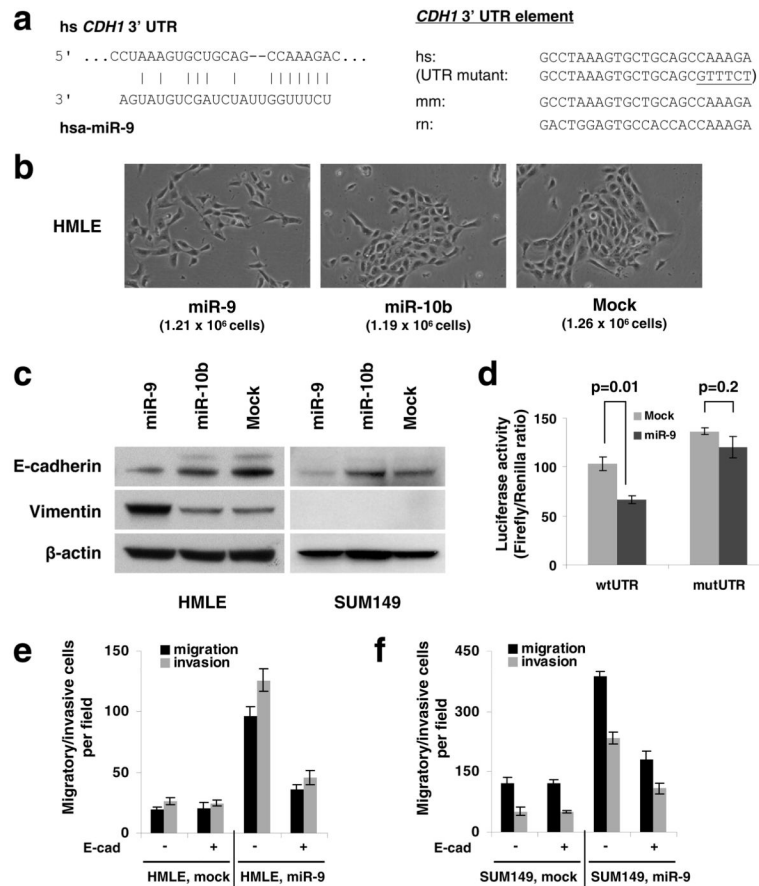 a
hs CDH1 3' UTR
5' ...CCUAAAGUGCUGCAG--CCAAAGAC...
3' AGUAUGUCGAUCUAUUGGUUUCU
hsa-miR-9
CDH1 3' UTR element
hs: GCCTAAAGTGCTGCAGCCAAAGA
(UTR mutant: GCCTAAAGTGCTGCAGCGTTTCT)
mm: GCCTAAAGTGCTGCAGCCAAAGA
rn: GACTGGAGTGCCACCACCAAAGA
b
HMLE
miR-9
(1.21 x 10⁶ cells)
miR-10b
(1.19 x 10⁶ cells)
Mock
(1.26 x 10⁶ cells)
c
miR-9 miR-10b Mock miR-9 miR-10b Mock
E-cadherin
Vimentin
β-actin
HMLE SUM149
d
p=0.01 p=0.2
Mock
miR-9
Luciferase activity
(Firefly/Renilla ratio)
150
100
50
0
wtUTR mutUTR
e
migration
invasion
Migratory/invasive cells
per field
150
100
50
0
E-cad - + - +
HMLE, mock HMLE, miR-9
f
migration
invasion
Migratory/invasive cells
per field
450
300
150
0
E-cad - + - +
SUM149, mock SUM149, miR-9